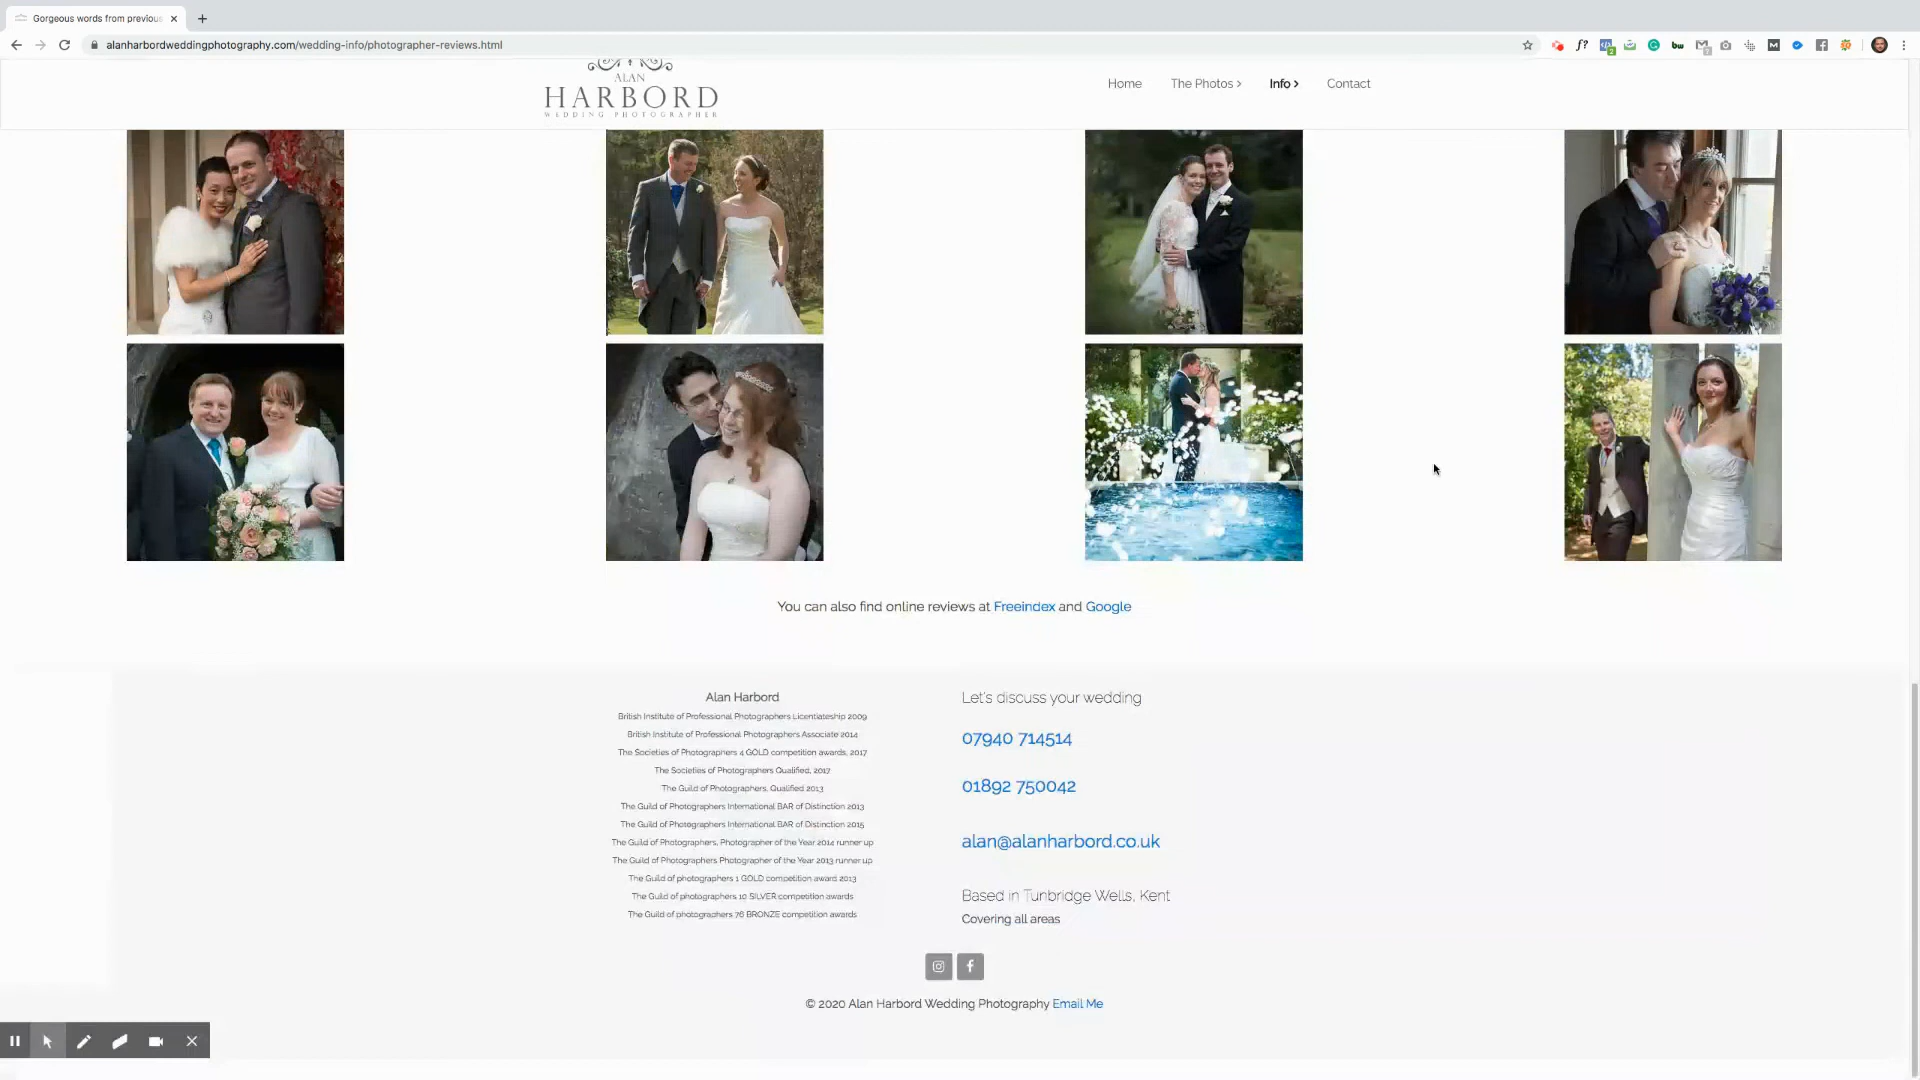 Gorgeous words from previous
alanharbordweddingphotography.com/wedding-info/photographer-reviews.html
ALAN
HARBORD
WEDDING PHOTOGRAPHER
Home
The Photos >
Info >
Contact
You can also find online reviews at Freeindex and Google
Alan Harbord
British Institute of Professional Photographers Licentiateship 2009
British Institute of Professional Photographers Associate 2014
The Societies of Photographers 4 GOLD competition awards, 2017
The Societies of Photographers Qualified, 2017
The Guild of Photographers, Qualified 2013
The Guild of Photographers International BAR of Distinction 2013
The Guild of Photographers International BAR of Distinction 2015
The Guild of Photographers, Photographer of the Year 2014 runner up
The Guild of Photographers Photographer of the Year 2013 runner up
The Guild of photographers 1 GOLD competition award 2013
The Guild of photographers 10 SILVER competition awards
The Guild of photographers 76 BRONZE competition awards
Let's discuss your wedding
07940 714514
01892 750042
alan@alanharbord.co.uk
Based in Tunbridge Wells, Kent
Covering all areas
© 2020 Alan Harbord Wedding Photography Email Me